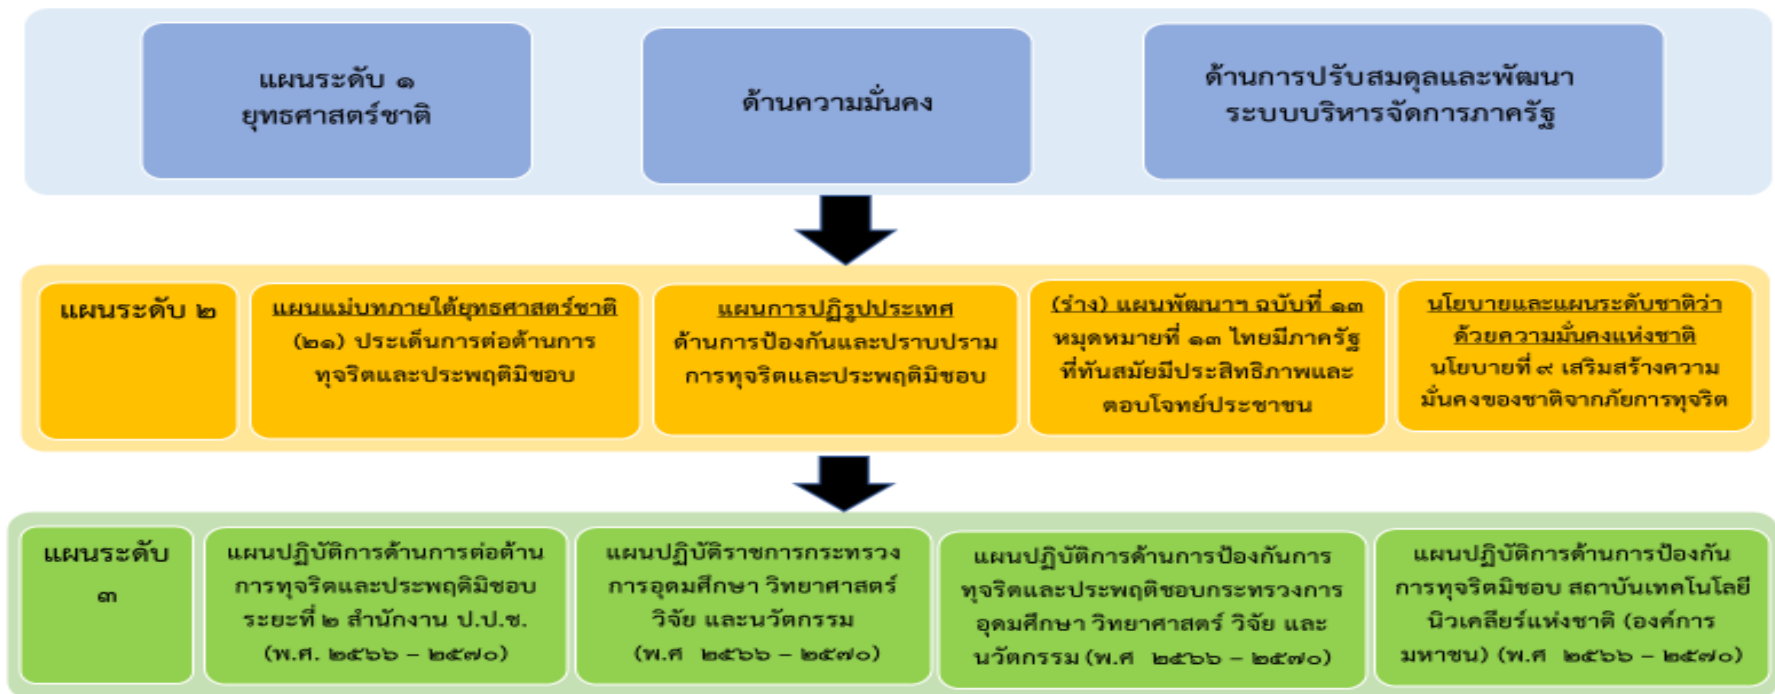 แผนระดับ ๑
ยุทธศาสตร์ชาติ
ด้านความมั่นคง
ด้านการปรับสมดุลและพัฒนา
ระบบบริหารจัดการภาครัฐ
แผนระดับ ๒
แผนแม่บทภายใต้ยุทธศาสตร์ชาติ
(๒๑) ประเด็นการต่อต้านการ
ทุจริตและประพฤติมิชอบ
แผนการปฏิรูปประเทศ
ด้านการป้องกันและปราบปราม
การทุจริตและประพฤติมิชอบ
(ร่าง) แผนพัฒนาฯ ฉบับที่ ๑๓
หมุดหมายที่ ๑๓ ไทยมีภาครัฐ
ที่ทันสมัยมีประสิทธิภาพและ
ตอบโจทย์ประชาชน
นโยบายและแผนระดับชาติว่า
ด้วยความมั่นคงแห่งชาติ
นโยบายที่ ๙ เสริมสร้างความ
มั่นคงของชาติจากภัยการทุจริต
แผนระดับ
๓
แผนปฏิบัติการด้านการต่อต้าน
การทุจริตและประพฤติมิชอบ
ระยะที่ ๒ สำนักงาน ป.ป.ช.
(พ.ศ. ๒๕๖๖ – ๒๕๗๐)
แผนปฏิบัติราชการกระทรวง
การอุดมศึกษา วิทยาศาสตร์
วิจัย และนวัตกรรม
(พ.ศ ๒๕๖๖ – ๒๕๗๐)
แผนปฏิบัติการด้านการป้องกันการ
ทุจริตและประพฤติชอบกระทรวงการ
อุดมศึกษา วิทยาศาสตร์ วิจัย และ
นวัตกรรม (พ.ศ ๒๕๖๖ – ๒๕๗๐)
แผนปฏิบัติการด้านการป้องกัน
การทุจริตมิชอบ สถาบันเทคโนโลยี
นิวเคลียร์แห่งชาติ (องค์การ
มหาชน) (พ.ศ ๒๕๖๖ – ๒๕๗๐)